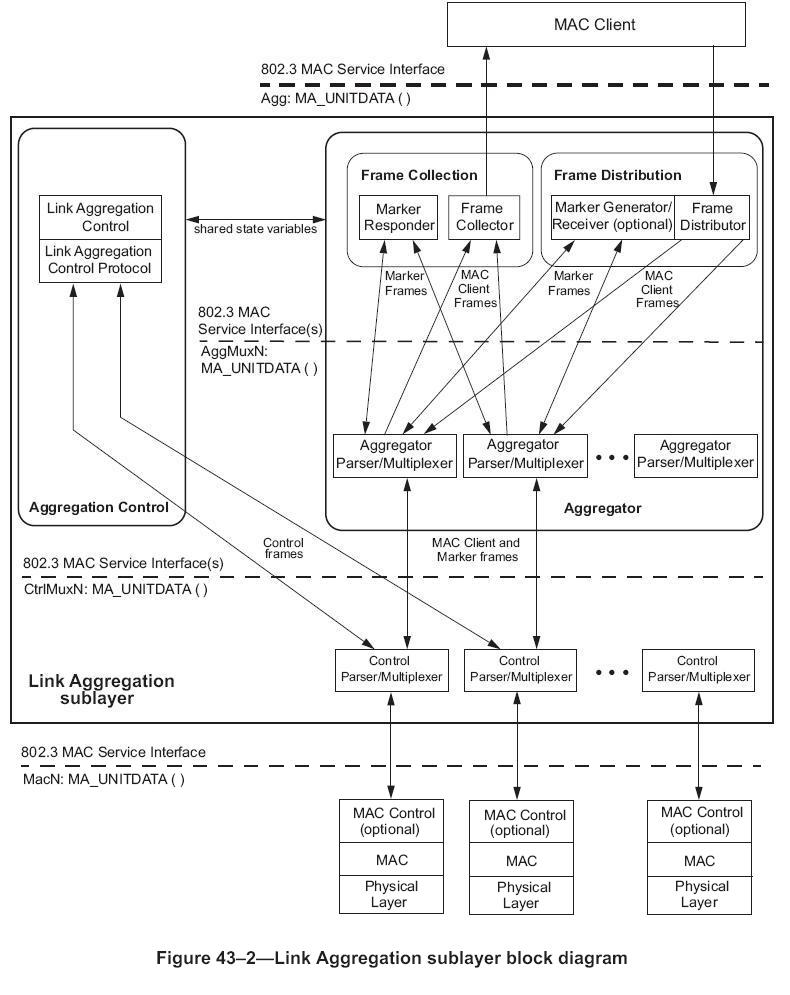 MAC Client
802.3 MAC Service Interface
Agg: MA_UNITDATA ( )
Frame Collection
Frame Distribution
Link Aggregation
Control
Link Aggregation
Control Protocol
shared state variables
Marker
Responder
Frame
Collector
Marker Generator/
Receiver (optional)
Frame
Distributor
Marker
Frames
MAC
Client
Frames
Marker
Frames
MAC
Client
Frames
802.3 MAC
Service Interface(s)
AggMuxN:
MA_UNITDATA ( )
Aggregator
Parser/Multiplexer
Aggregator
Parser/Multiplexer
• • •
Aggregator
Parser/Multiplexer
Aggregation Control
Aggregator
Control
frames
MAC Client and
Marker frames
802.3 MAC Service Interface(s)
CtrlMuxN: MA_UNITDATA ( )
Control
Parser/Multiplexer
Control
Parser/Multiplexer
• • •
Control
Parser/Multiplexer
Link Aggregation
sublayer
802.3 MAC Service Interface
MacN: MA_UNITDATA ( )
MAC Control
(optional)
MAC
Physical
Layer
MAC Control
(optional)
MAC
Physical
Layer
MAC Control
(optional)
MAC
Physical
Layer
Figure 43–2—Link Aggregation sublayer block diagram